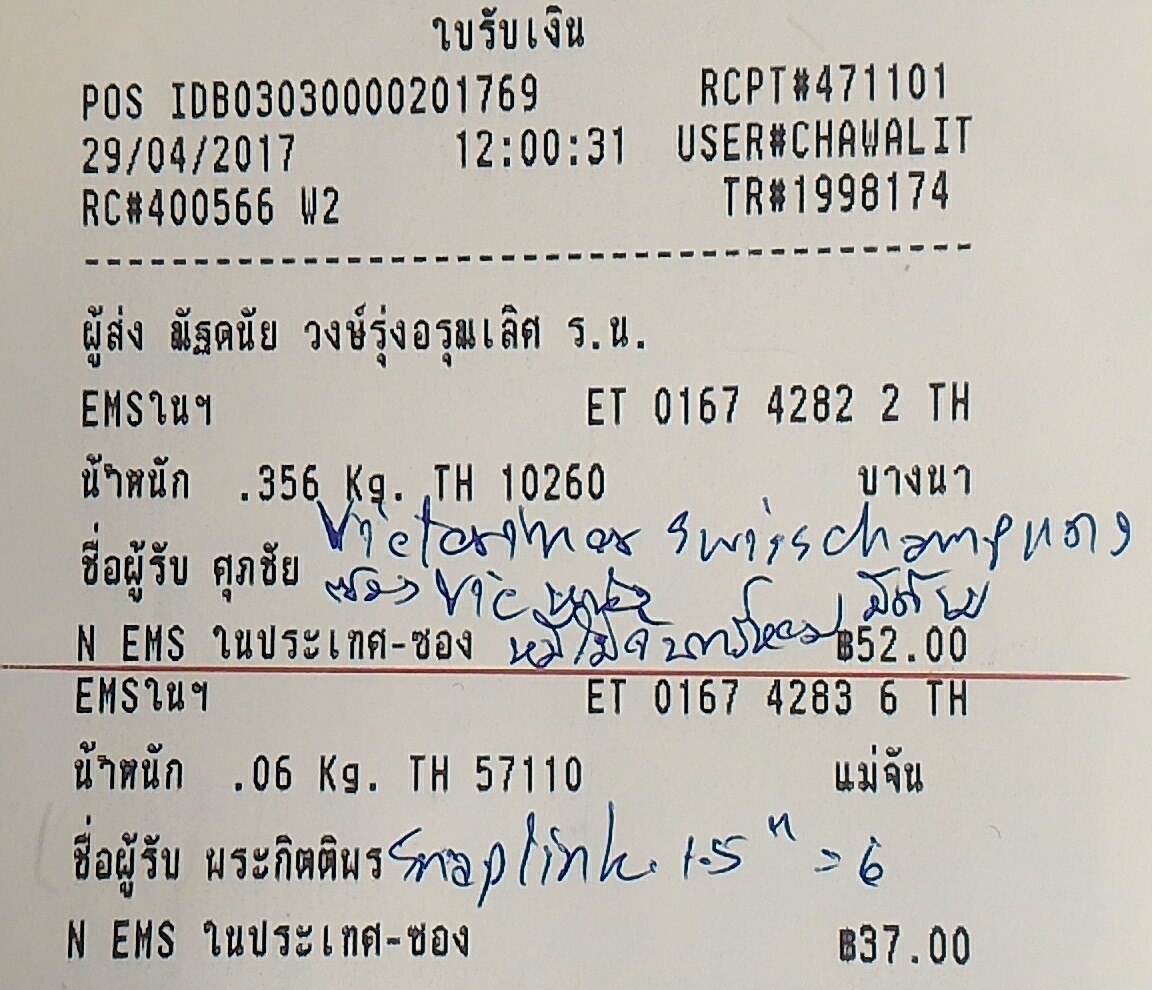 ใบรับเงิน
POS IDB03030000201769 RCPT#471101
29/04/2017 12:00:31 USER#CHAWALIT
RC#400566 W2 TR#1998174
ผู้ส่ง ณัฐดนัย วงษ์รุ่งอรุณเลิศ ร.น.
EMSในฯ ET 0167 4282 2 TH
น้ำหนัก .356 Kg. TH 10260 บางนา
Victorinox Swisschamp แดง
ชื่อผู้รับ ศุภชัย ซอง Vic
N EMS ในประเทศ-ซอง ฿52.00
EMSในฯ ET 0167 4283 6 TH
น้ำหนัก .06 Kg. TH 57110 แม่จัน
ชื่อผู้รับ พระกิตติพร Snaplink 1.5" = 6
N EMS ในประเทศ-ซอง ฿37.00